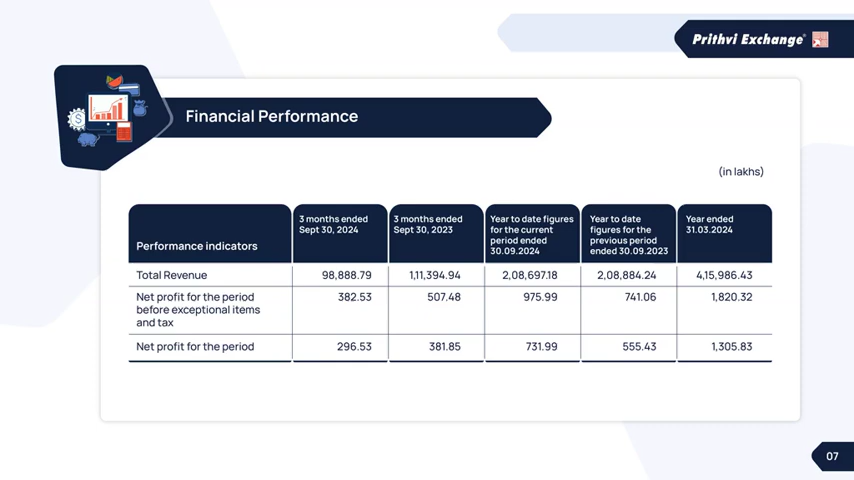 Prithvi Exchange
Financial Performance
(in lakhs)
Performance indicators
3 months ended
Sept 30, 2024
3 months ended
Sept 30, 2023
Year to date figures
for the current
period ended
30.09.2024
Year to date
figures for the
previous period
ended 30.09.2023
Year ended
31.03.2024
Total Revenue 98,888.79 1,11,394.94 2,08,697.18 2,08,884.24 4,15,986.43
Net profit for the period 382.53 507.48 975.99 741.06 1,820.32
before exceptional items
and tax
Net profit for the period 296.53 381.85 731.99 555.43 1,305.83
07